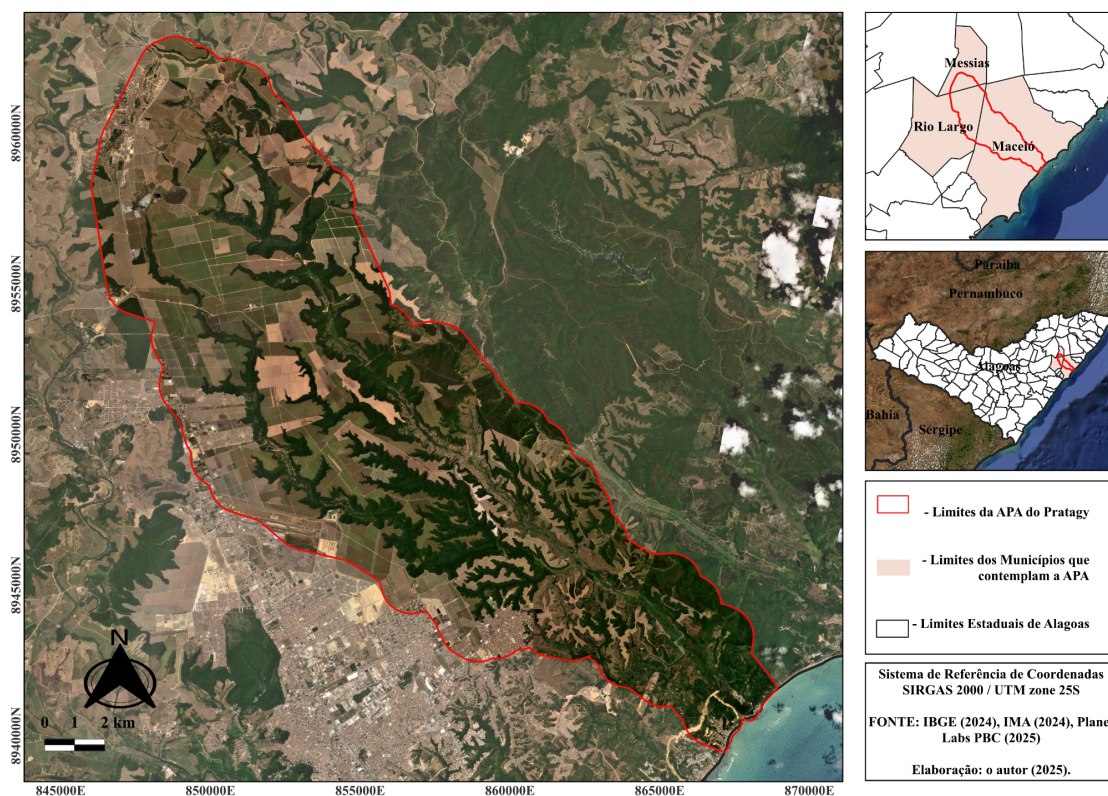 8960000N
8955000N
8950000N
8945000N
8940000N
N
0 1 2 km
845000E 850000E 855000E 860000E 865000E 870000E
Messias
Rio Largo
Maceió
Paraíba
Pernambuco
Alagoas
Bahia
Sergipe
- Limites da APA do Pratagy
- Limites dos Municípios que
contemplam a APA
- Limites Estaduais de Alagoas
Sistema de Referência de Coordenadas
SIRGAS 2000 / UTM zone 25S
FONTE: IBGE (2024), IMA (2024), Plane
Labs PBC (2025)
Elaboração: o autor (2025).